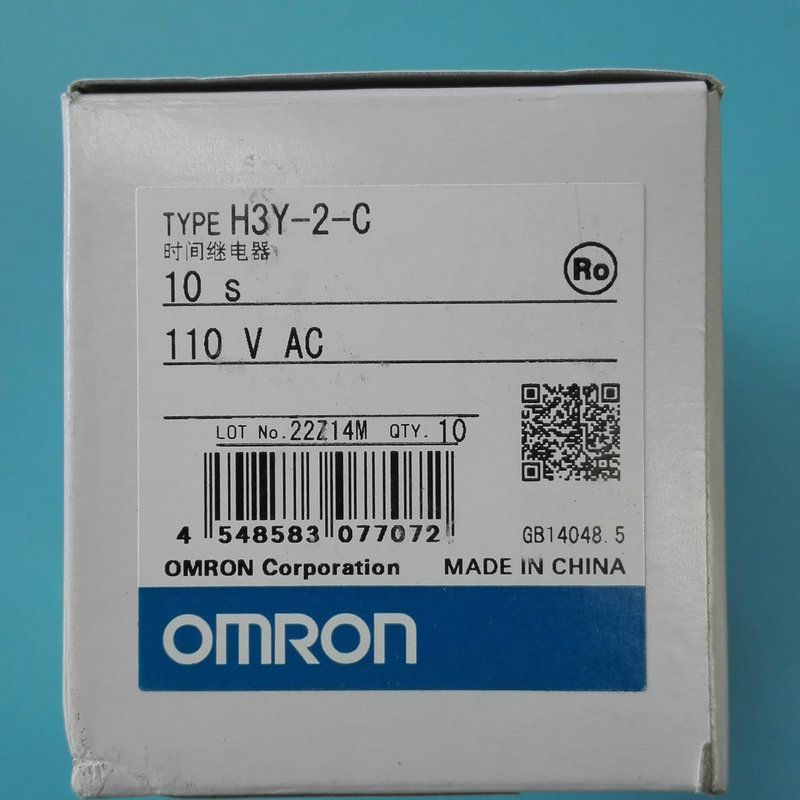 TYPE H3Y-2-C
时间继电器
Ro
10 s
110 V AC
LOT No. 22Z14M QTY. 10
4 548583 077072
GB14048.5
OMRON Corporation MADE IN CHINA
OMRON